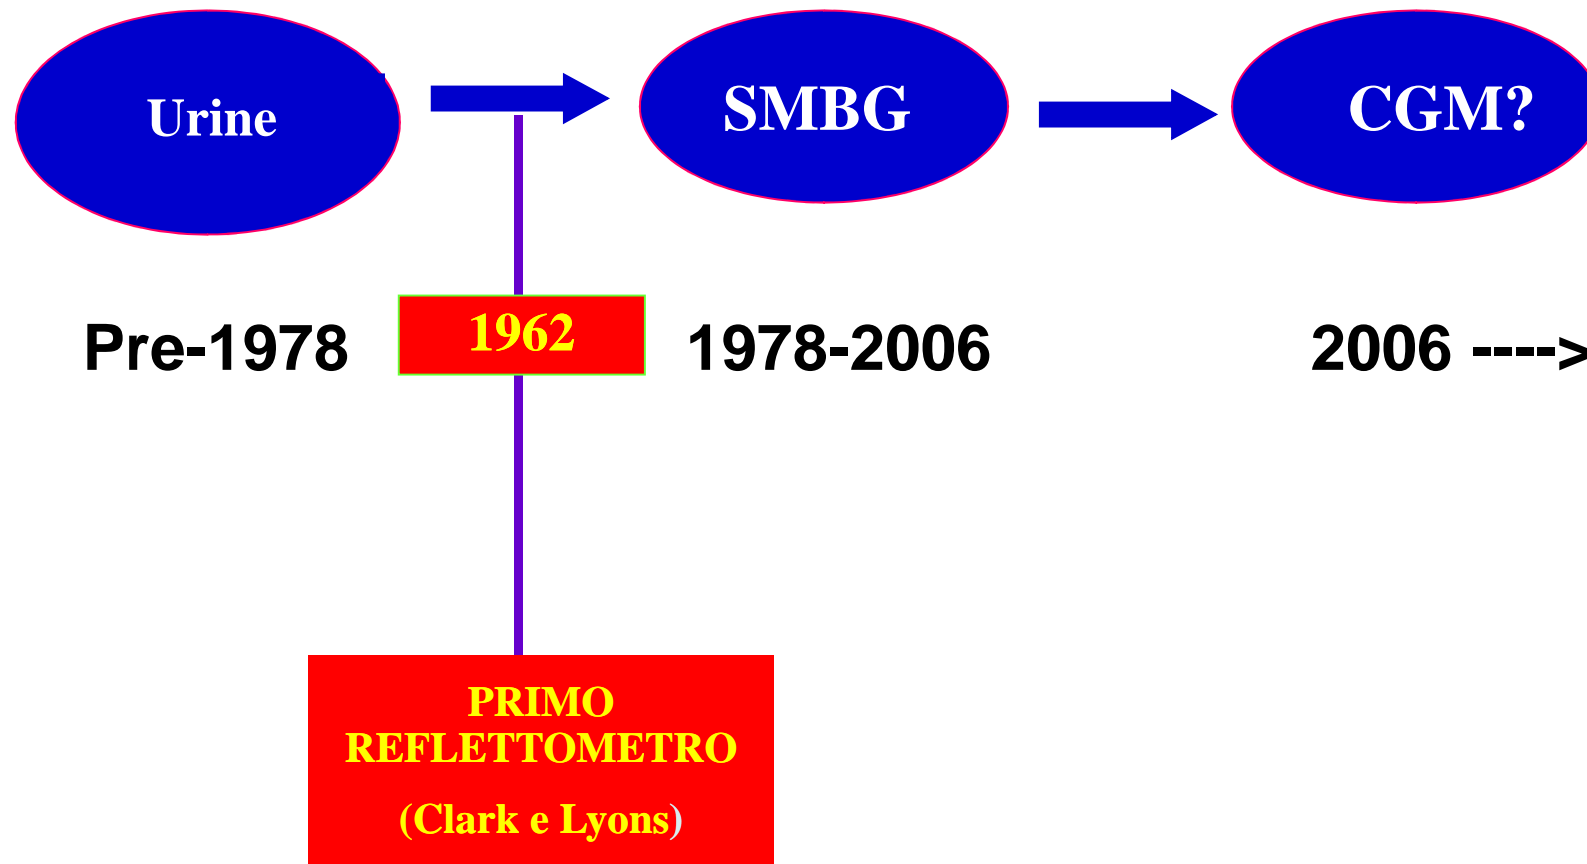 Urine
SMBG
CGM?
Pre-1978
1962
1978-2006
2006 ---->
PRIMO
REFLETTOMETRO
(Clark e Lyons)